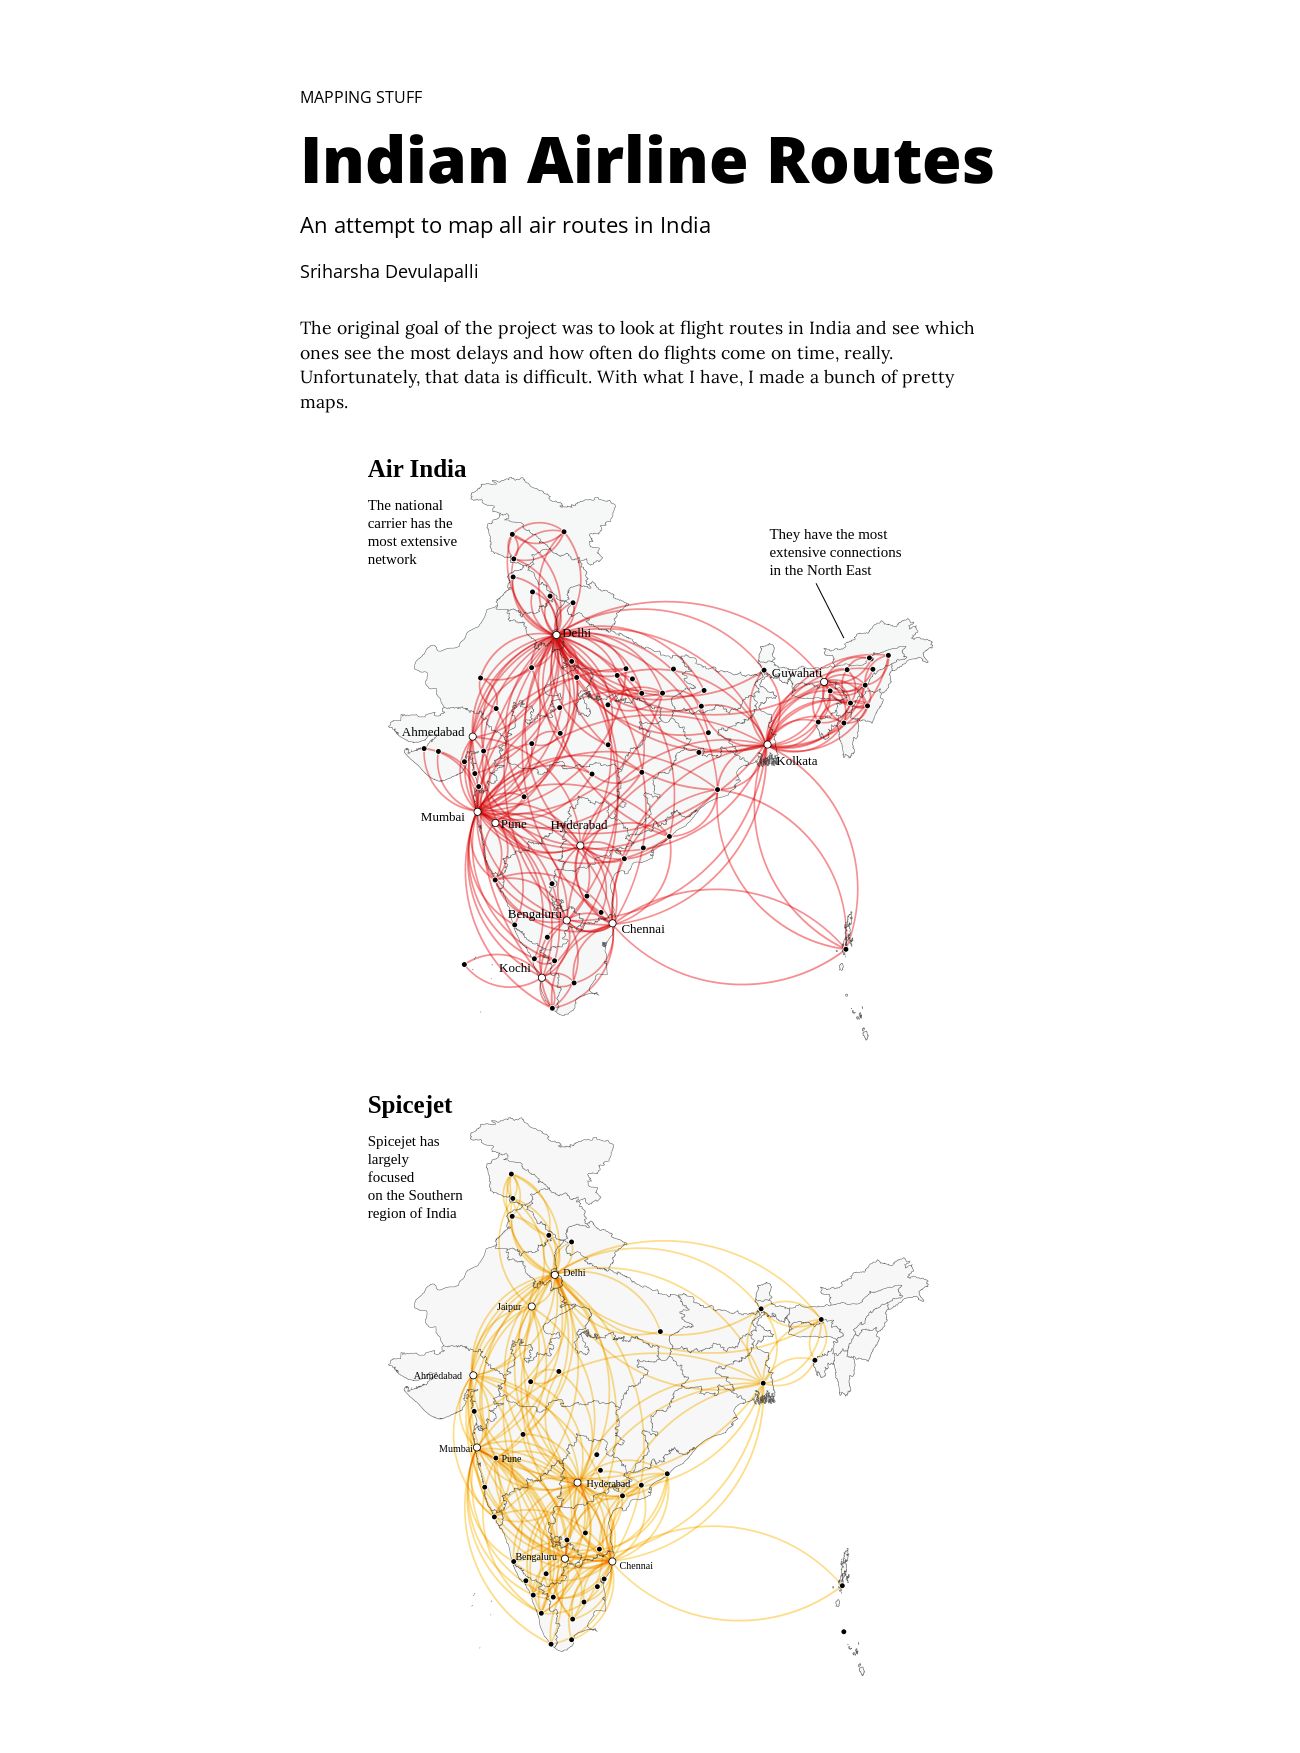 MAPPING STUFF
Indian Airline Routes
An attempt to map all air routes in India
Sriharsha Devulapalli
The original goal of the project was to look at flight routes in India and see which
ones see the most delays and how often do flights come on time, really.
Unfortunately, that data is difficult. With what I have, I made a bunch of pretty
maps.
Air India
The national
carrier has the
most extensive
network
They have the most
extensive connections
in the North East
Delhi
Guwahati
Ahmedabad
Kolkata
Mumbai
Pune
Hyderabad
Bengaluru
Chennai
Kochi
Spicejet
Spicejet has
largely
focused
on the Southern
region of India
Delhi
Jaipur
Ahmedabad
Mumbai
Pune
Hyderabad
Bengaluru
Chennai